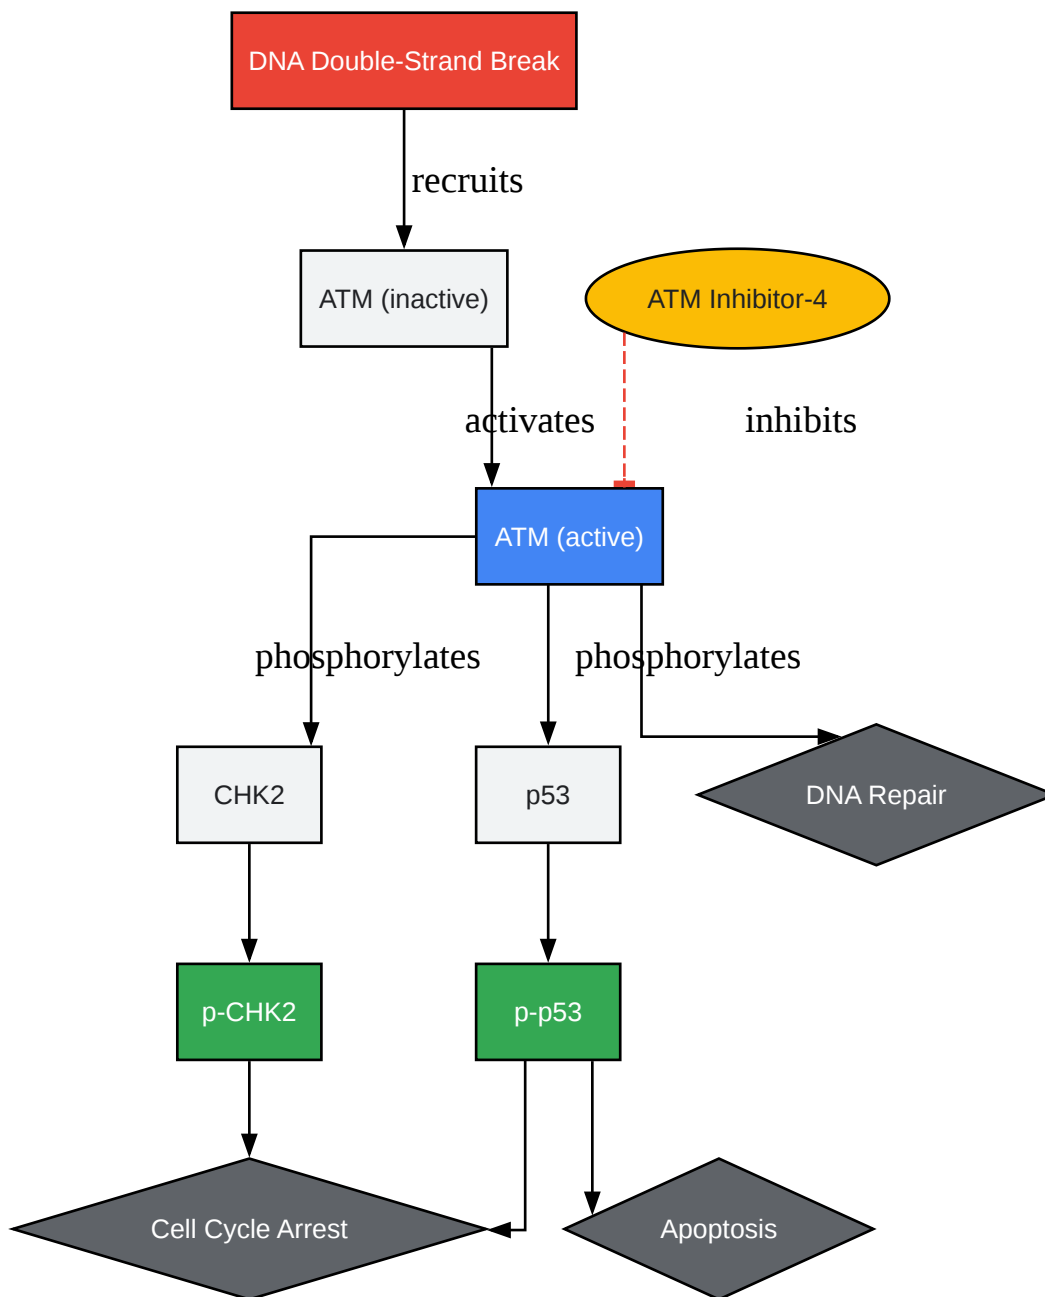 DNA Double-Strand Break
recruits
ATM (inactive)
ATM Inhibitor-4
activates
inhibits
ATM (active)
phosphorylates
phosphorylates
CHK2
p53
DNA Repair
p-CHK2
p-p53
Cell Cycle Arrest
Apoptosis